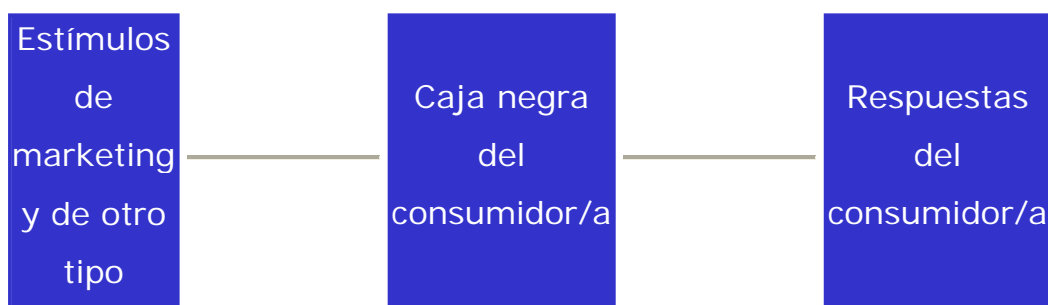 Estímulos
de
marketing
y de otro
tipo
Caja negra
del
consumidor/a
Respuestas
del
consumidor/a